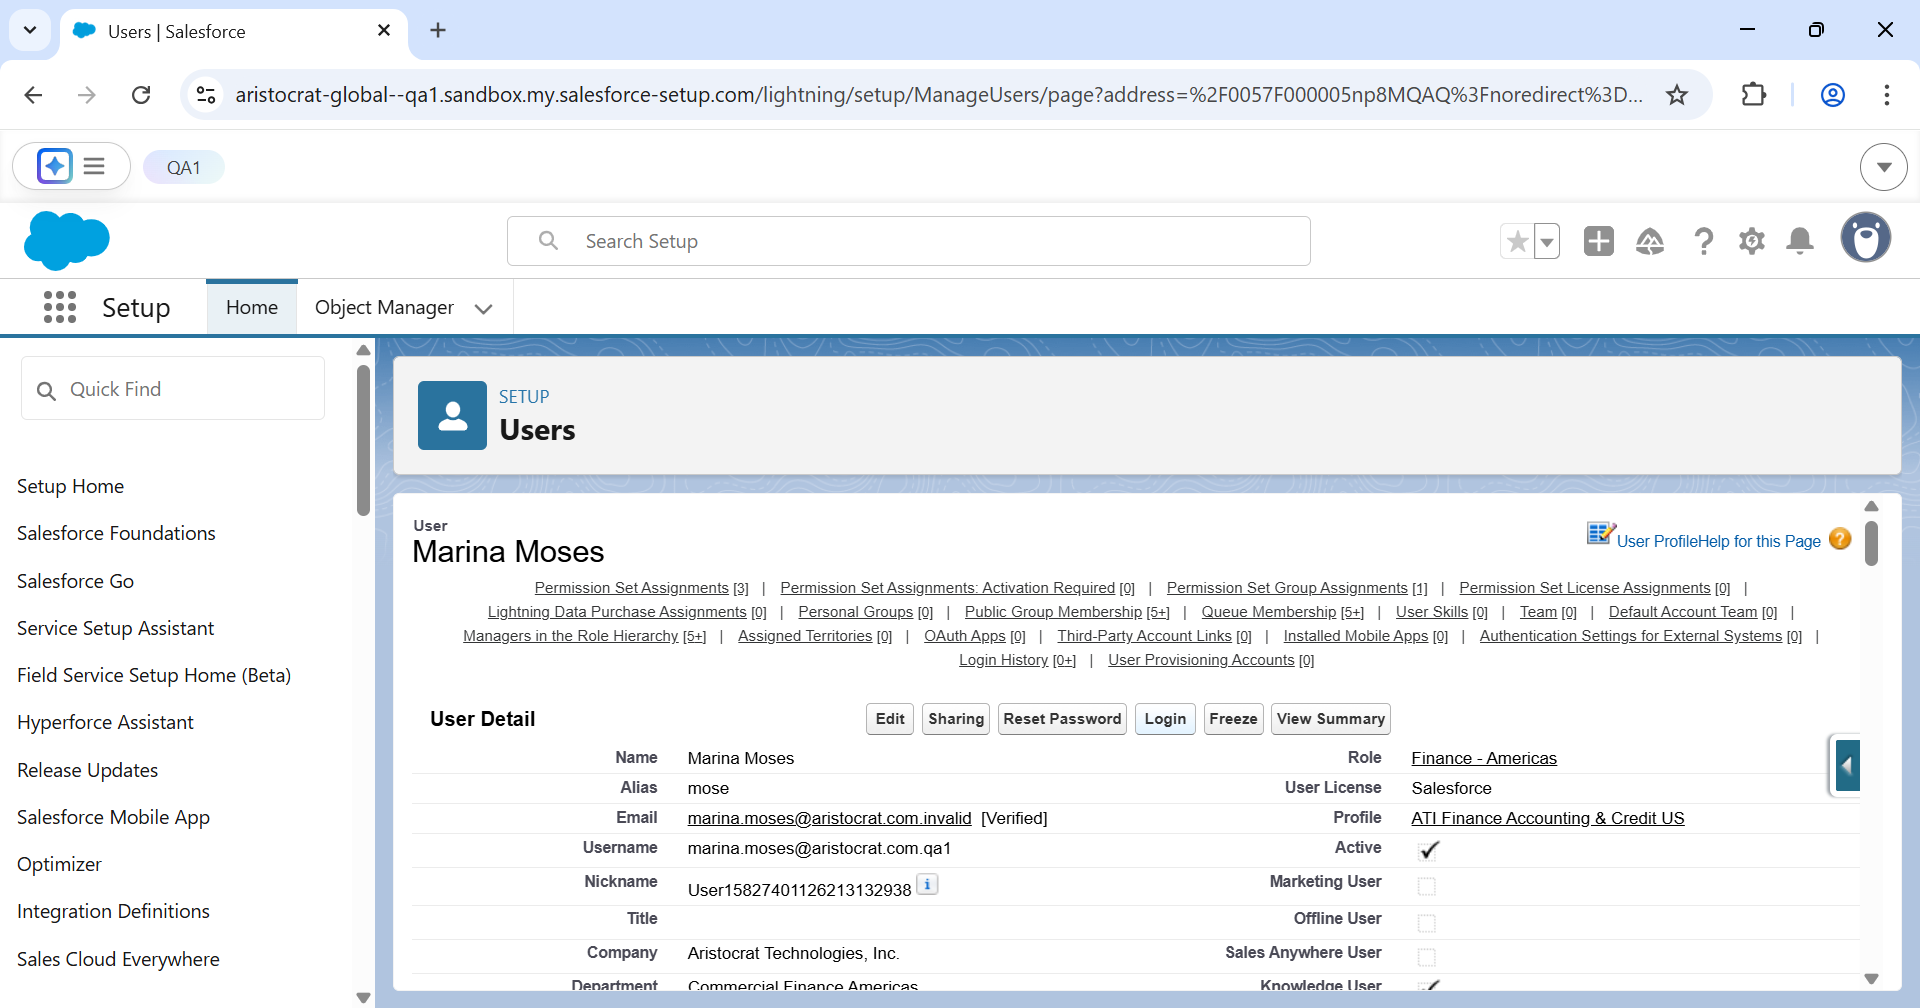 Users | Salesforce
aristocrat-global--qa1.sandbox.my.salesforce-setup.com/lightning/setup/ManageUsers/page?address=%2F0057F000005np8MQAQ%3Fnoredirect%3D...
QA1
Search Setup
Setup
Home
Object Manager
Quick Find
Setup Home
Salesforce Foundations
Salesforce Go
Service Setup Assistant
Field Service Setup Home (Beta)
Hyperforce Assistant
Release Updates
Salesforce Mobile App
Optimizer
Integration Definitions
Sales Cloud Everywhere
SETUP
Users
User
Marina Moses
User ProfileHelp for this Page ?
Permission Set Assignments [3] | Permission Set Assignments: Activation Required [0] | Permission Set Group Assignments [1] | Permission Set License Assignments [0] |
Lightning Data Purchase Assignments [0] | Personal Groups [0] | Public Group Membership [5+] | Queue Membership [5+] | User Skills [0] | Team [0] | Default Account Team [0] |
Managers in the Role Hierarchy [5+] | Assigned Territories [0] | OAuth Apps [0] | Third-Party Account Links [0] | Installed Mobile Apps [0] | Authentication Settings for External Systems [0] |
Login History [0+] | User Provisioning Accounts [0]
User Detail
Edit Sharing Reset Password Login Freeze View Summary
Name Marina Moses Role Finance - Americas
Alias mose User License Salesforce
Email marina.moses@aristocrat.com.invalid [Verified] Profile ATI Finance Accounting & Credit US
Username marina.moses@aristocrat.com.qa1 Active
Nickname User15827401126213132938 i Marketing User
Title Offline User
Company Aristocrat Technologies, Inc. Sales Anywhere User
Department Commercial Finance Americas Knowledge User